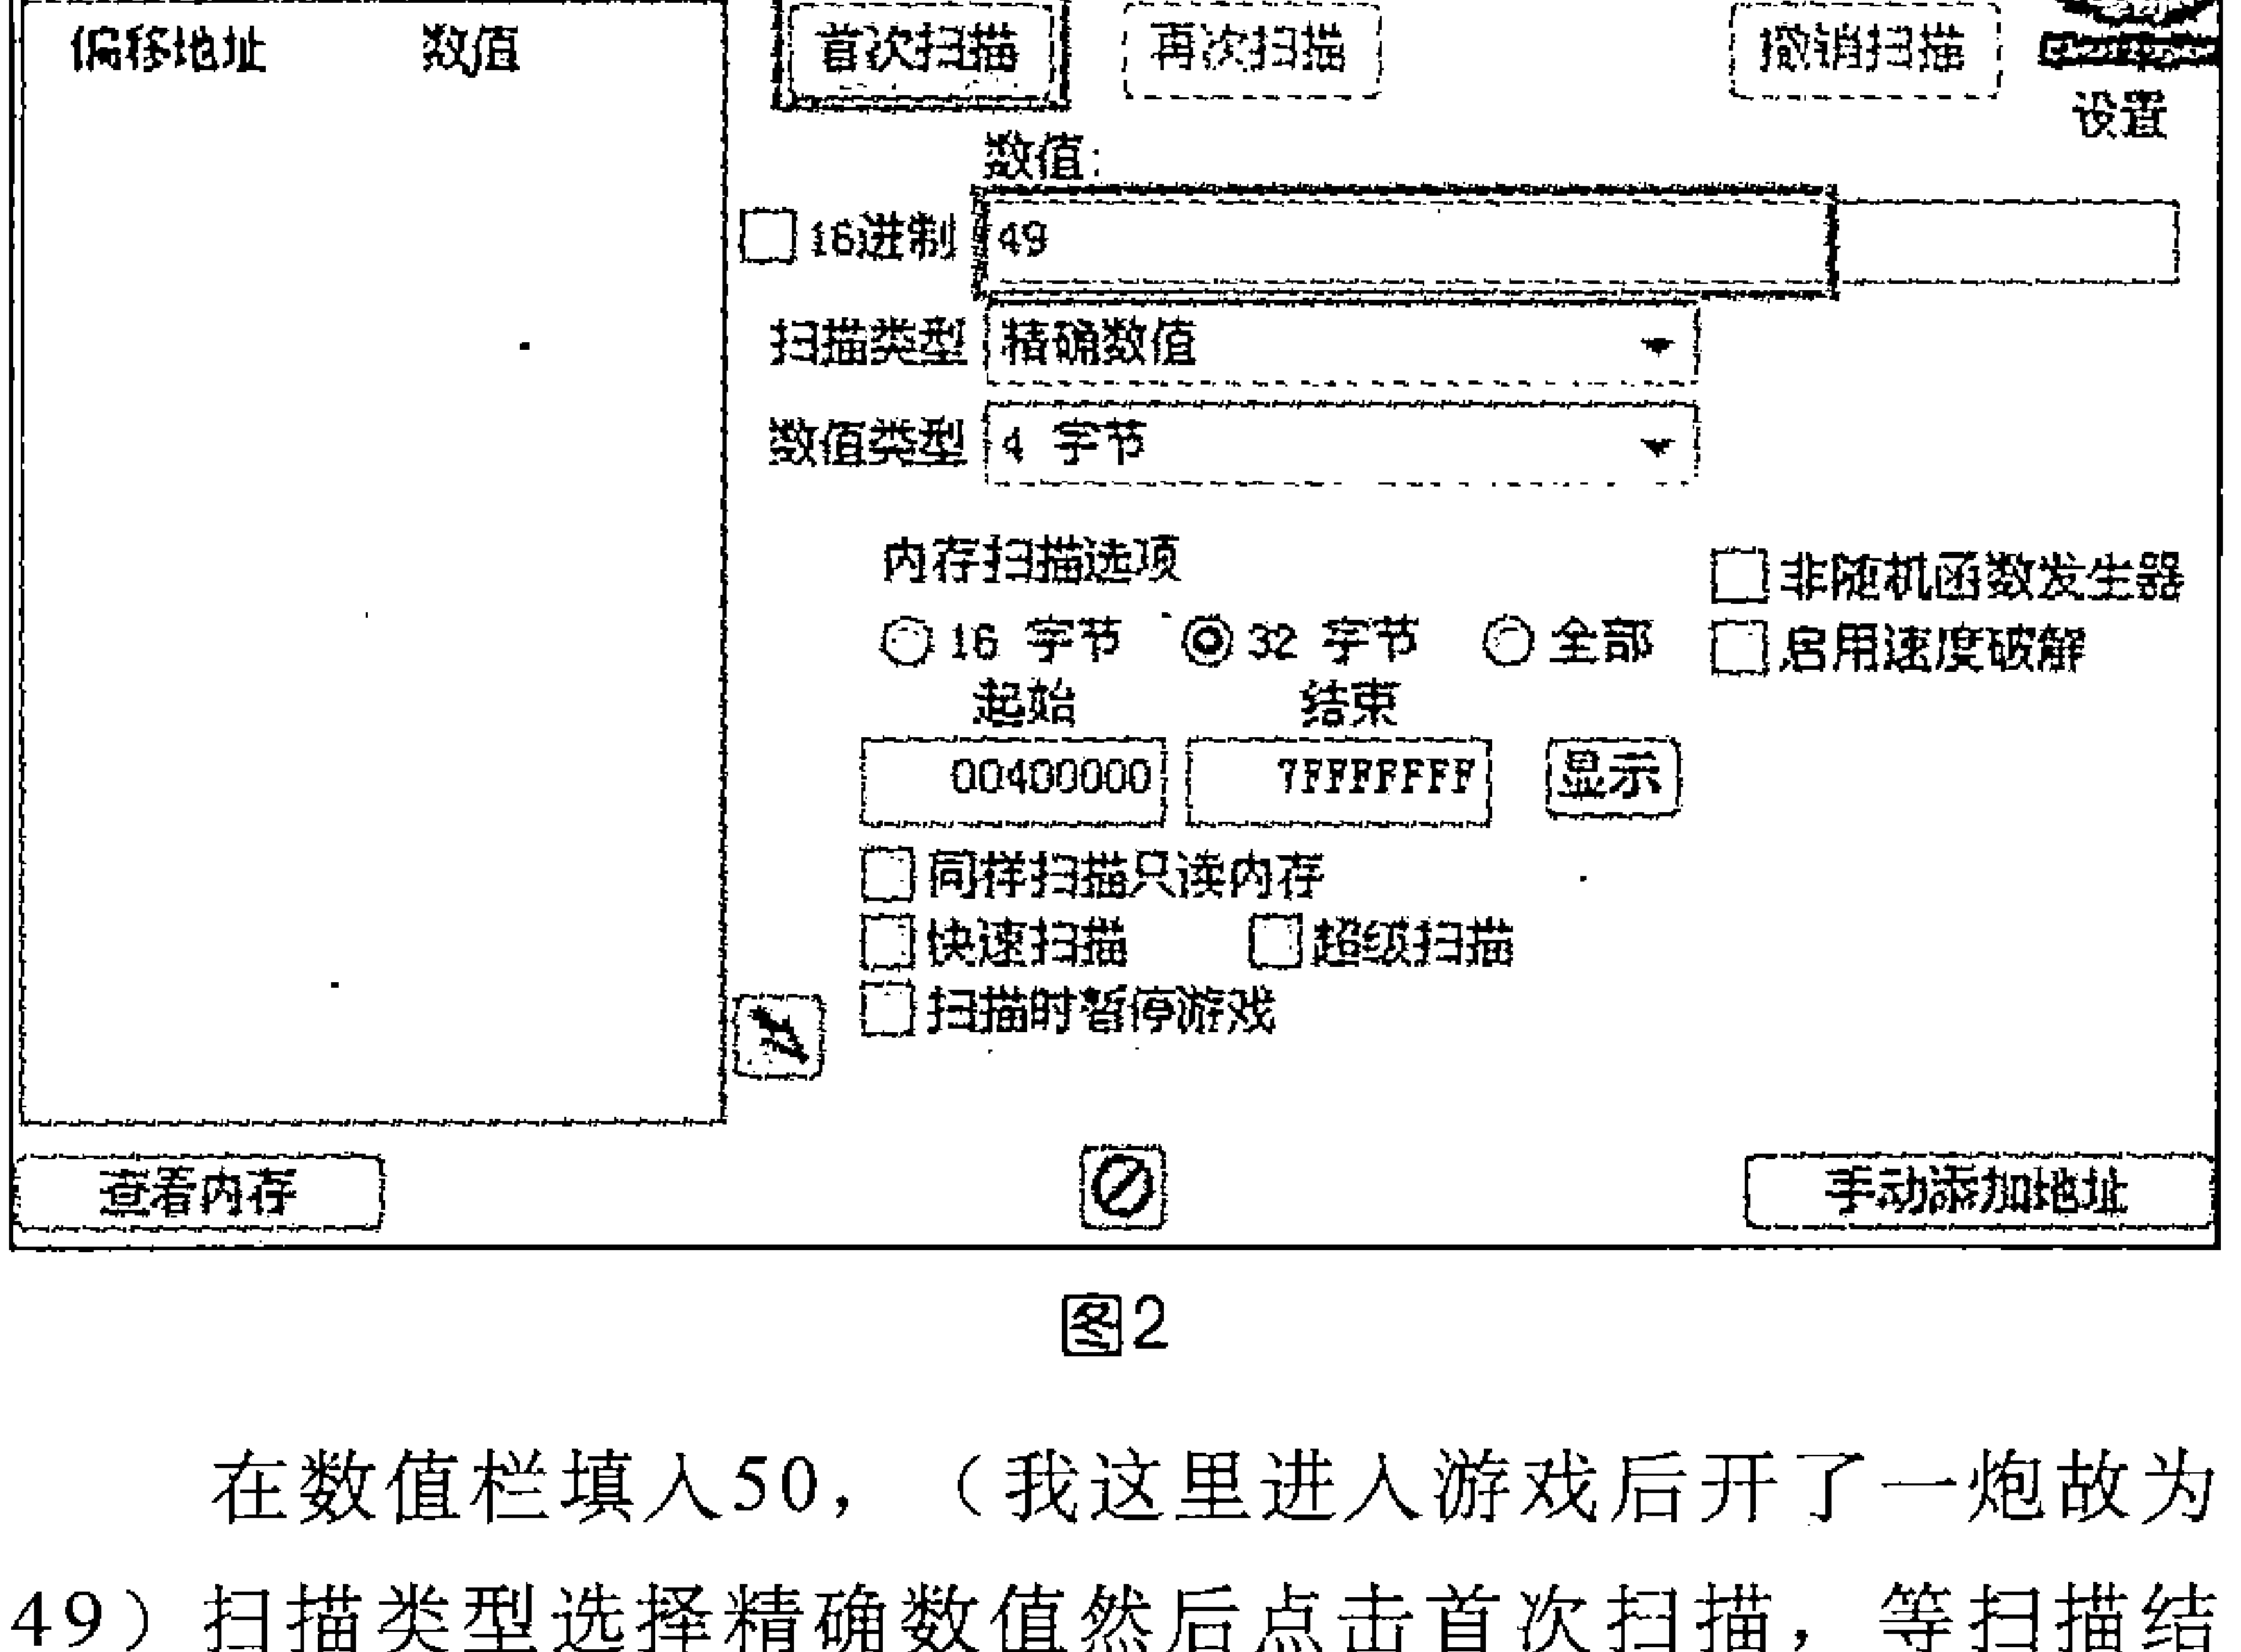 偏移地址 数值 首次扫描 再次扫描 撤销扫描
设置
数值:
16进制 49
扫描类型 精确数值
数值类型 4 字节
内存扫描选项 非随机函数发生器
16 字节 32 字节 全部 启用速度破解
起始 结束
00400000 7FFFFFFF 显示
同样扫描只读内存
快速扫描 超级扫描
扫描时暂停游戏
查看内存 手动添加地址
图2
在数值栏填入50，（我这里进入游戏后开了一炮故为
49）扫描类型选择精确数值然后点击首次扫描，等扫描结